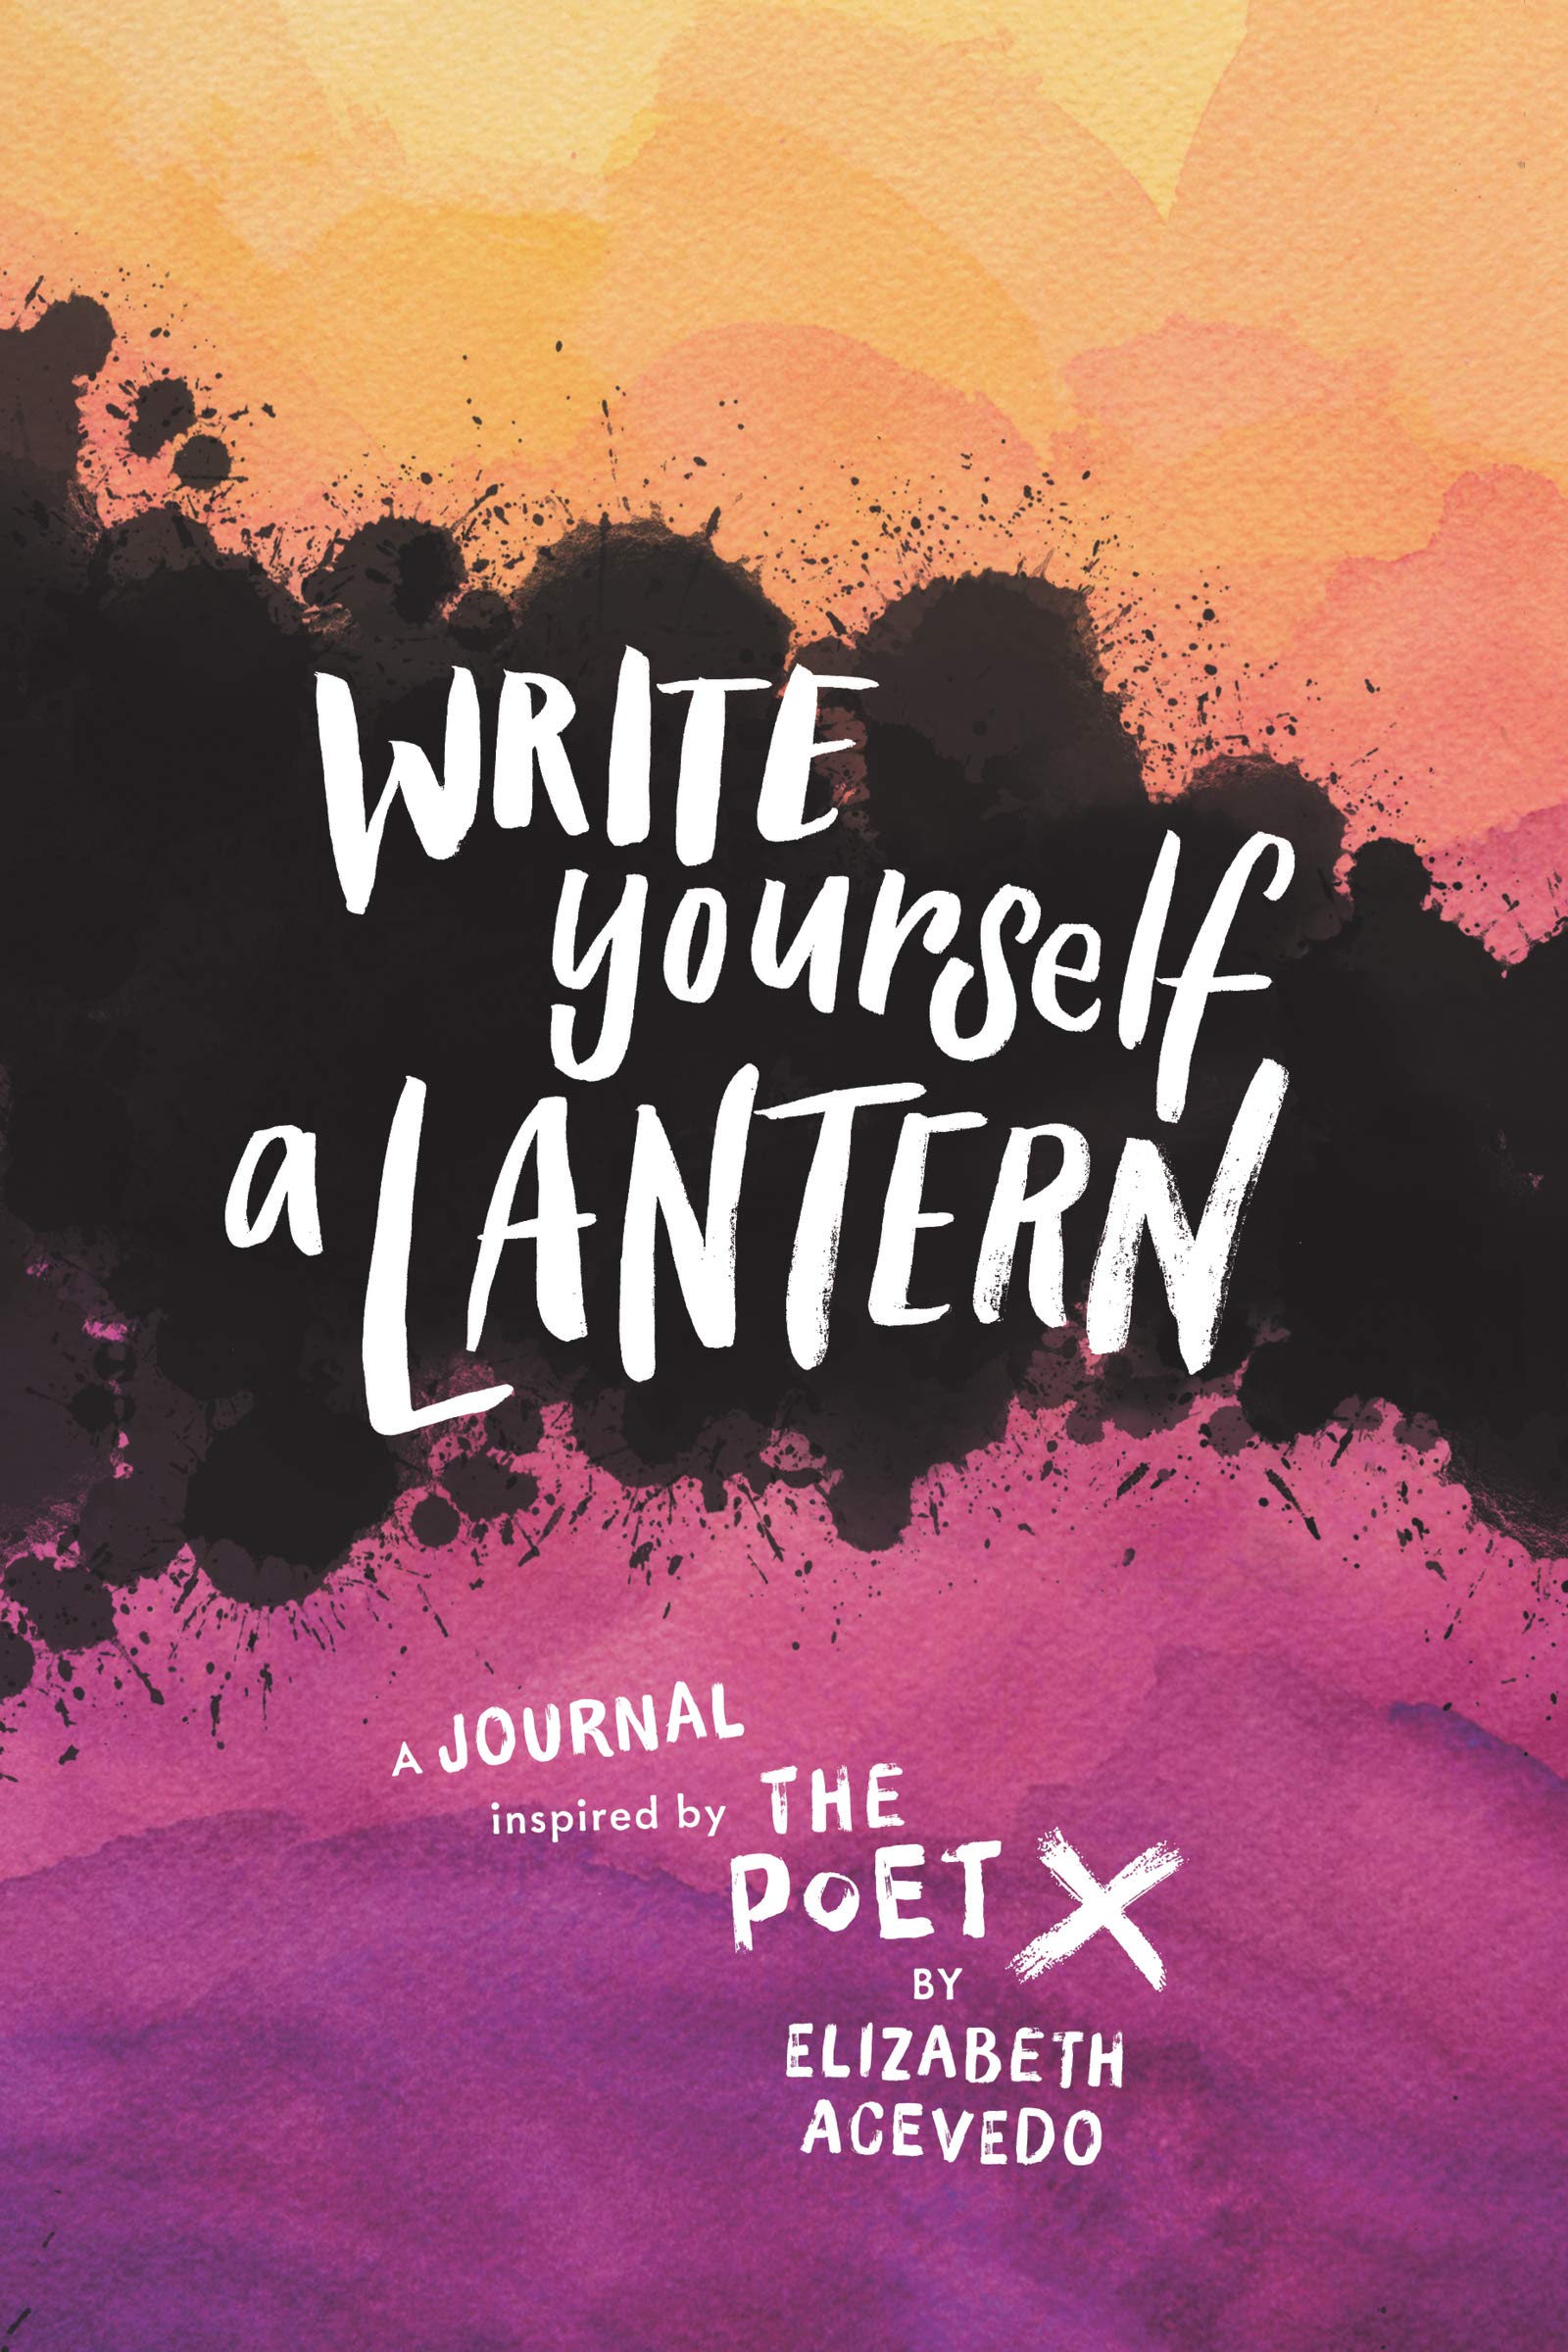 WRITE
yourself
a LANTERN
A JOURNAL
inspired by THE
POET X
BY
ELIZABETH
ACEVEDO